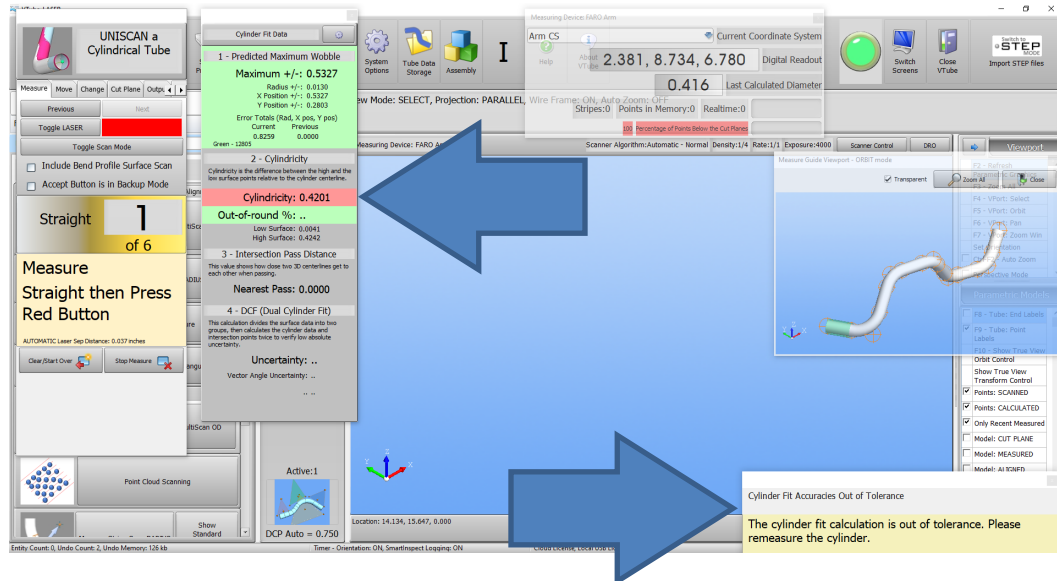 UNISCAN a
Cylindrical Tube
Measure
Move
Change
Cut Plane
Previous
Next
Toggle LASER
Toggle Scan Mode
Include Bend Profile Surface Scan
Accept Button is in Backup Mode
Straight
1
of 6
Measure
Straight then Press
Red Button
AUTOMATIC Laser Sep Distance: 0.037 inches
Clear/Start Over
Stop Measure
Point Cloud Scanning
Show
Standard
Cylinder Fit Data
1 - Predicted Maximum Wobble
Maximum +/-: 0.5327
Radius +/-: 0.0130
X Position +/-: 0.5327
Y Position +/-: 0.2803
Error Totals (Rad, X pos, Y pos)
Current Previous
0.8259 0.0000
Green - 12805
2 - Cylindricity
Cylindricity is the difference between the high and the
low surface points relative to the cylinder centerline.
Cylindricity: 0.4201
Out-of-round %: ..
Low Surface: 0.0041
High Surface: 0.4242
3 - Intersection Pass Distance
This value shows how close two 3D centerlines get to
each other when passing.
Nearest Pass: 0.0000
4 - DCF (Dual Cylinder Fit)
This calculation divides the surface data into two
groups, then calculates the cylinder data and
intersection points twice to verify low absolute
uncertainty.
Uncertainty: ..
Vector Angle Uncertainty: ..
.. ..
Active:1
DCP Auto = 0.750
System
Options
Tube Data
Storage
Assembly
I
Help
About
VTube
Measuring Device: FARO Arm
Arm CS
Current Coordinate System
2.381, 8.734, 6.780
Digital Readout
0.416
Last Calculated Diameter
ew Mode: SELECT, Projection: PARALLEL, Wire Frame: ON, Auto Zoom: OFF
Stripes:0
Points in Memory:0
Realtime:0
100
Percentage of Points Below the Cut Planes
Switch
Screens
Close
VTube
Switch to
STEP
MODE
Import STEP files
Scanner Algorithm:Automatic - Normal
Density:1/4
Rate:1/1
Exposure:4000
Scanner Control
DRO
Viewport
Measure Guide Viewport - ORBIT mode
Transparent
Zoom All
Close
F2 - Refresh
F4 - VPort: Select
F5 - VPort: Orbit
F6 - VPort: Pan
F7 - VPort: Zoom Win
Set Orientation
Ctrl-F2 - Auto Zoom
Perspective Mode
Parametric Models
F8 - Tube: End Labels
F9 - Tube: Point
Labels
F10 - Show True View
Orbit Control
Show True View
Transform Control
Points: SCANNED
Points: CALCULATED
Only Recent Measured
Model: CUT PLANE
Model: MEASURED
Model: ALIGNED
Z
Y
X
Location: 14.134, 15.647, 0.000
Cylinder Fit Accuracies Out of Tolerance
The cylinder fit calculation is out of tolerance. Please
remeasure the cylinder.
Entity Count: 0, Undo Count: 2, Undo Memory: 126 kb
Timer - Orientation: ON, SmartInspect Logging: ON